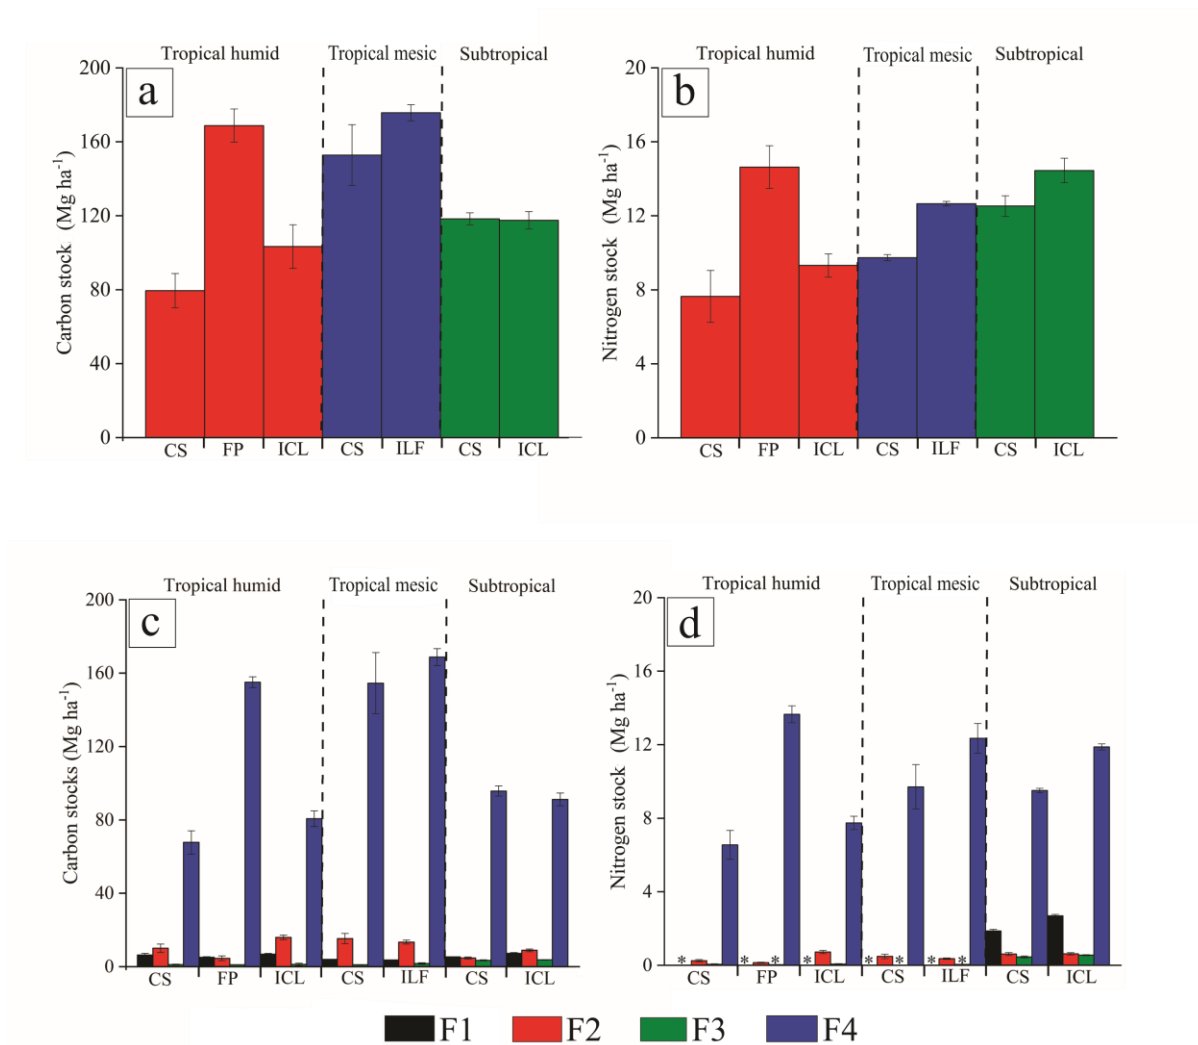 Tropical humid Tropical mesic Subtropical
a
Carbon stock (Mg ha⁻¹)
200
160
120
80
40
0
CS FP ICL CS ILF CS ICL
Tropical humid Tropical mesic Subtropical
b
Nitrogen stock (Mg ha⁻¹)
20
16
12
8
4
0
CS FP ICL CS ILF CS ICL
Tropical humid Tropical mesic Subtropical
c
Carbon stocks (Mg ha⁻¹)
200
160
120
80
40
0
CS FP ICL CS ILF CS ICL
Tropical humid Tropical mesic Subtropical
d
Nitrogen stock (Mg ha⁻¹)
20
16
12
8
4
0
* * * * * * * *
CS FP ICL CS ILF CS ICL
F1 F2 F3 F4